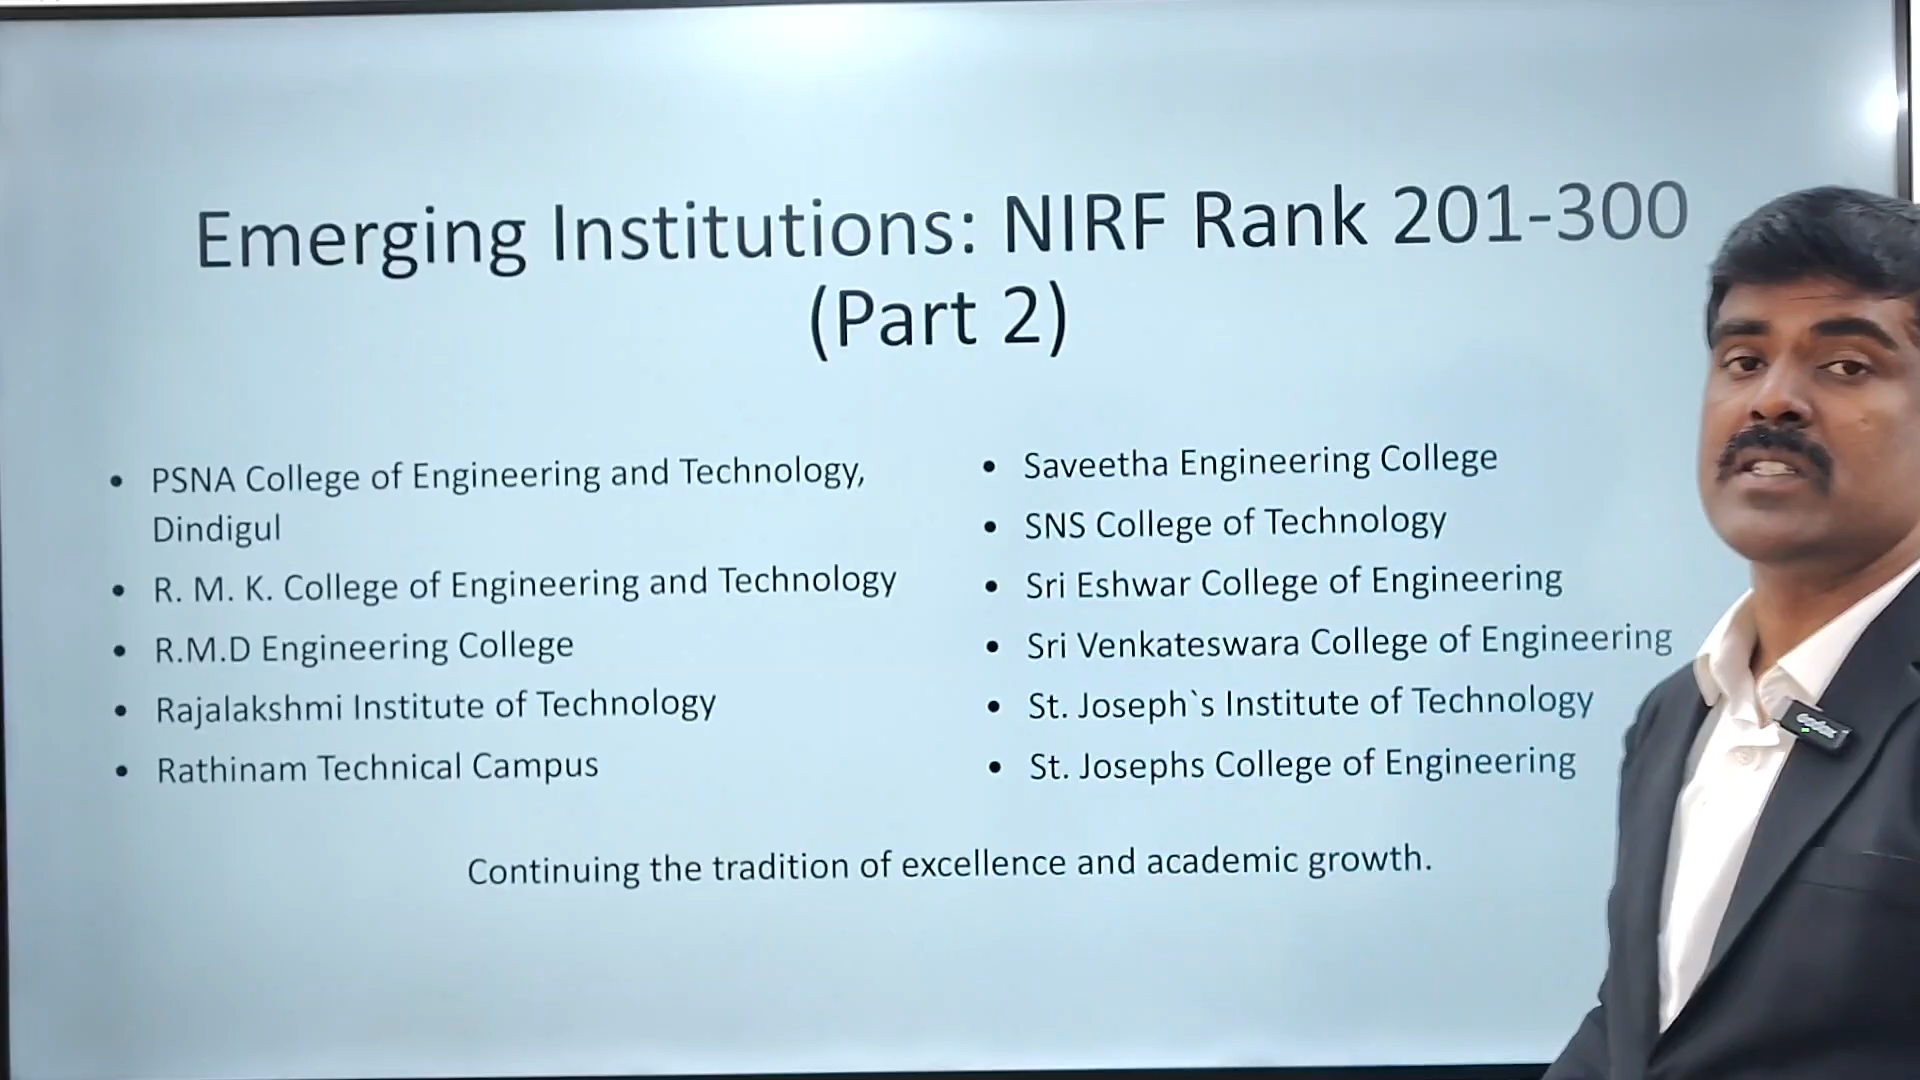 Emerging Institutions: NIRF Rank 201-300
(Part 2)
• PSNA College of Engineering and Technology,
Dindigul
• R. M. K. College of Engineering and Technology
• R.M.D Engineering College
• Rajalakshmi Institute of Technology
• Rathinam Technical Campus
• Saveetha Engineering College
• SNS College of Technology
• Sri Eshwar College of Engineering
• Sri Venkateswara College of Engineering
• St. Joseph`s Institute of Technology
• St. Josephs College of Engineering
Continuing the tradition of excellence and academic growth.